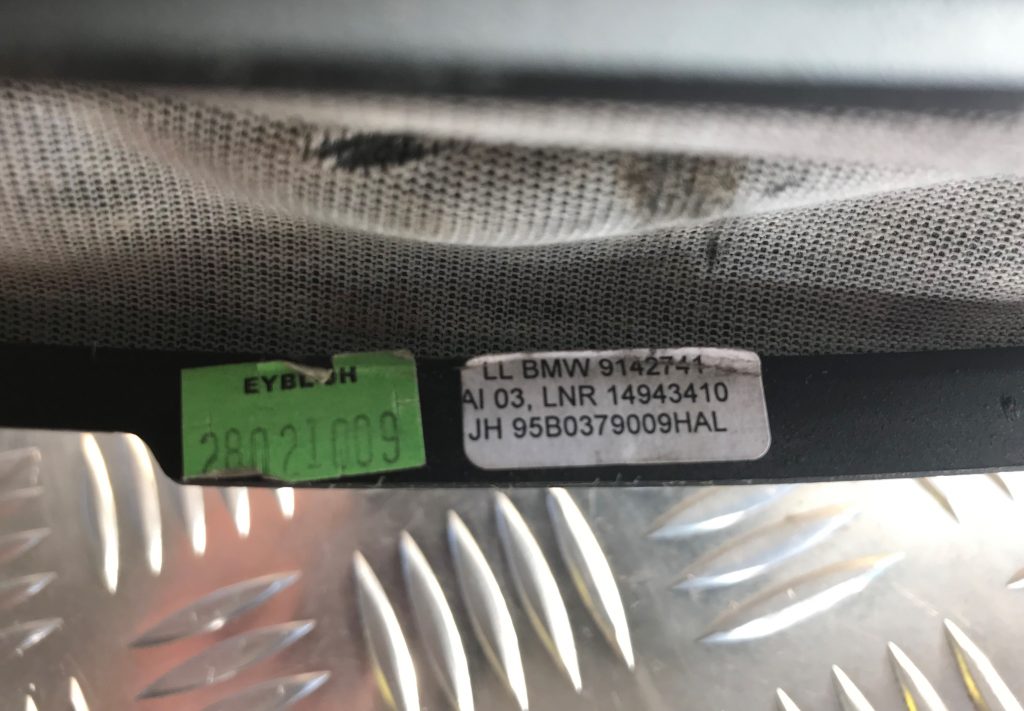 28021009
LL BMW 9142741
AI 03, LNR 14943410
JH 95B0379009HAL